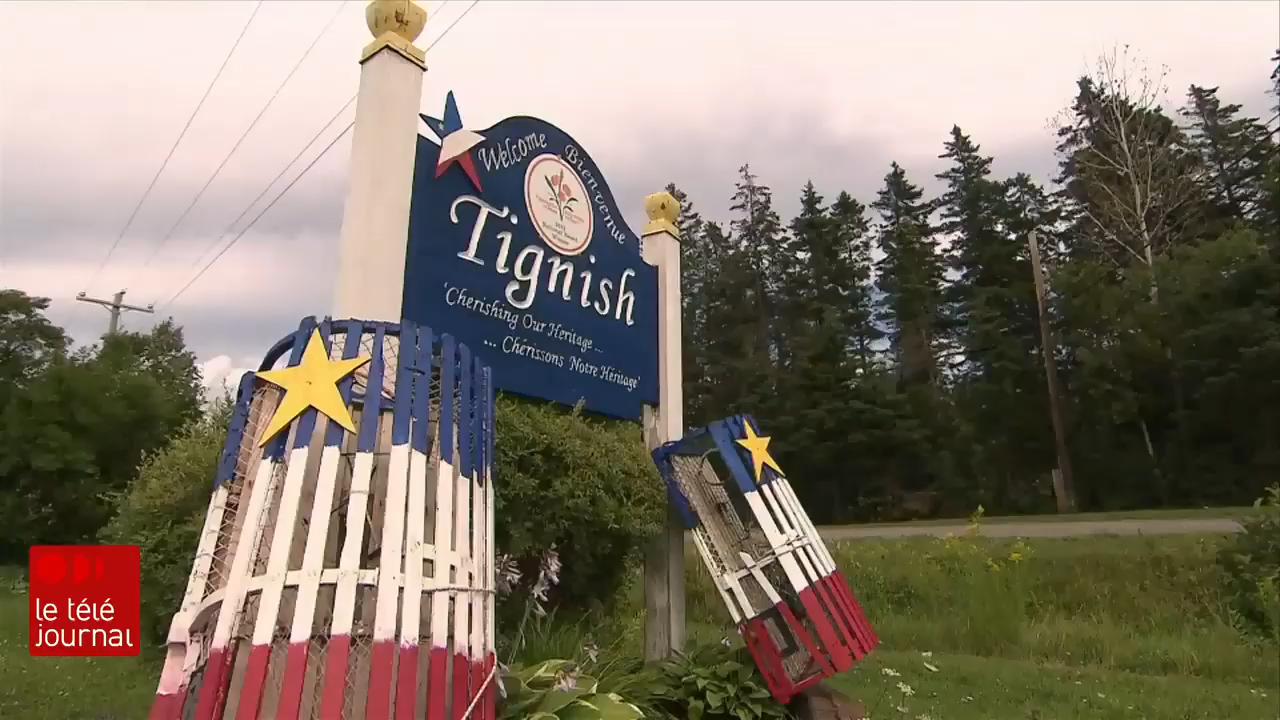 Welcome Bienvenue
Tignish
'Cherishing Our Heritage...
... Chérissons Notre Héritage'
le télé
journal